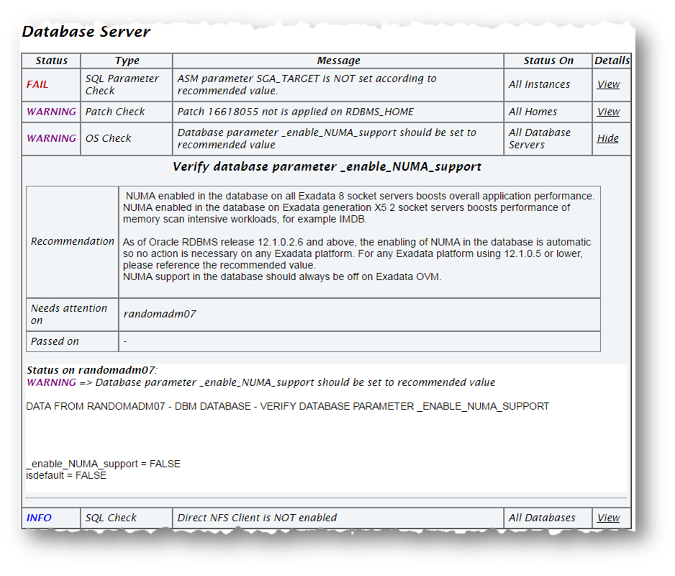 Database Server
Status Type Message Status On Details
FAIL SQL Parameter Check ASM parameter SGA_TARGET is NOT set according to recommended value. All Instances View
WARNING Patch Check Patch 16618055 not is applied on RDBMS_HOME All Homes View
WARNING OS Check Database parameter _enable_NUMA_support should be set to recommended value All Database Servers Hide
Verify database parameter _enable_NUMA_support
Recommendation
NUMA enabled in the database on all Exadata 8 socket servers boosts overall application performance.
NUMA enabled in the database on Exadata generation X5 2 socket servers boosts performance of
memory scan intensive workloads, for example IMDB.
As of Oracle RDBMS release 12.1.0.2.6 and above, the enabling of NUMA in the database is automatic
so no action is necessary on any Exadata platform. For any Exadata platform using 12.1.0.5 or lower,
please reference the recommended value.
NUMA support in the database should always be off on Exadata OVM.
Needs attention on randomadm07
Passed on -
Status on randomadm07:
WARNING => Database parameter _enable_NUMA_support should be set to recommended value
DATA FROM RANDOMADM07 - DBM DATABASE - VERIFY DATABASE PARAMETER _ENABLE_NUMA_SUPPORT
_enable_NUMA_support = FALSE
isdefault = FALSE
INFO SQL Check Direct NFS Client is NOT enabled All Databases View